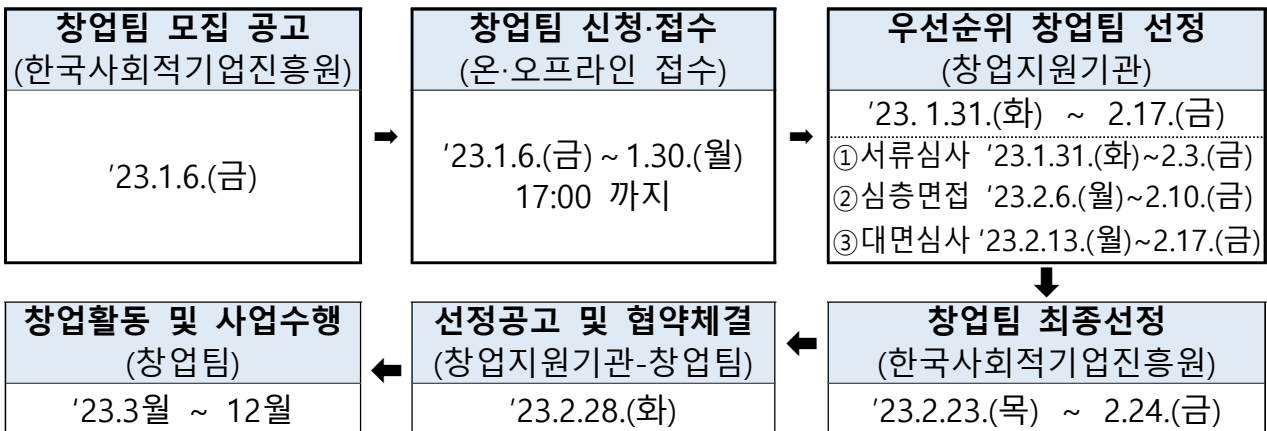 창업팀 모집 공고
(한국사회적기업진흥원)
'23.1.6.(금)
창업팀 신청·접수
(온·오프라인 접수)
'23.1.6.(금) ~ 1.30.(월)
17:00 까지
우선순위 창업팀 선정
(창업지원기관)
'23. 1.31.(화) ~ 2.17.(금)
①서류심사 '23.1.31.(화)~2.3.(금)
②심층면접 '23.2.6.(월)~2.10.(금)
③대면심사 '23.2.13.(월)~2.17.(금)
창업팀 최종선정
(한국사회적기업진흥원)
'23.2.23.(목) ~ 2.24.(금)
선정공고 및 협약체결
(창업지원기관-창업팀)
'23.2.28.(화)
창업활동 및 사업수행
(창업팀)
'23.3월 ~ 12월